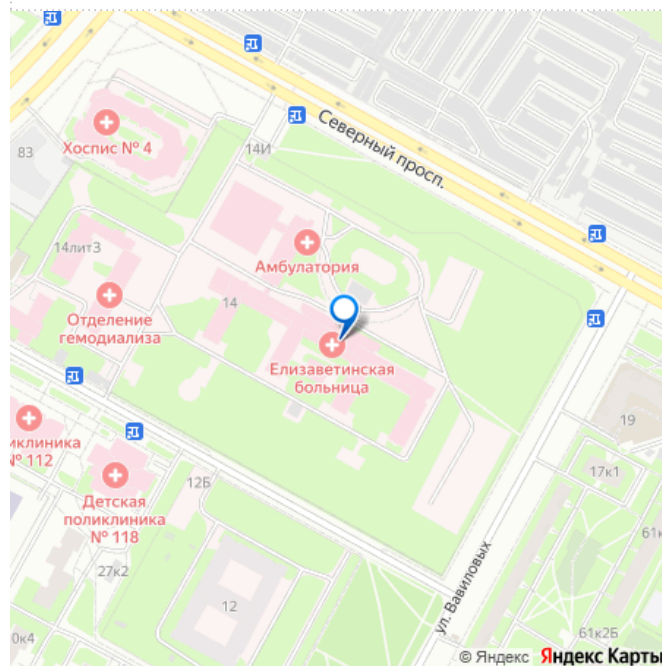 Северный просп.
Хоспис № 4
83
14И
14лит3
Амбулатория
14
Отделение
гемодиализа
Елизаветинская
больница
19
иклиника
№ 112
17к1
Детская
поликлиника
№ 118
12Б
61к
27к2
ул. Вавиловых
12
0к4
61к2Б
© Яндекс Яндекс Карты